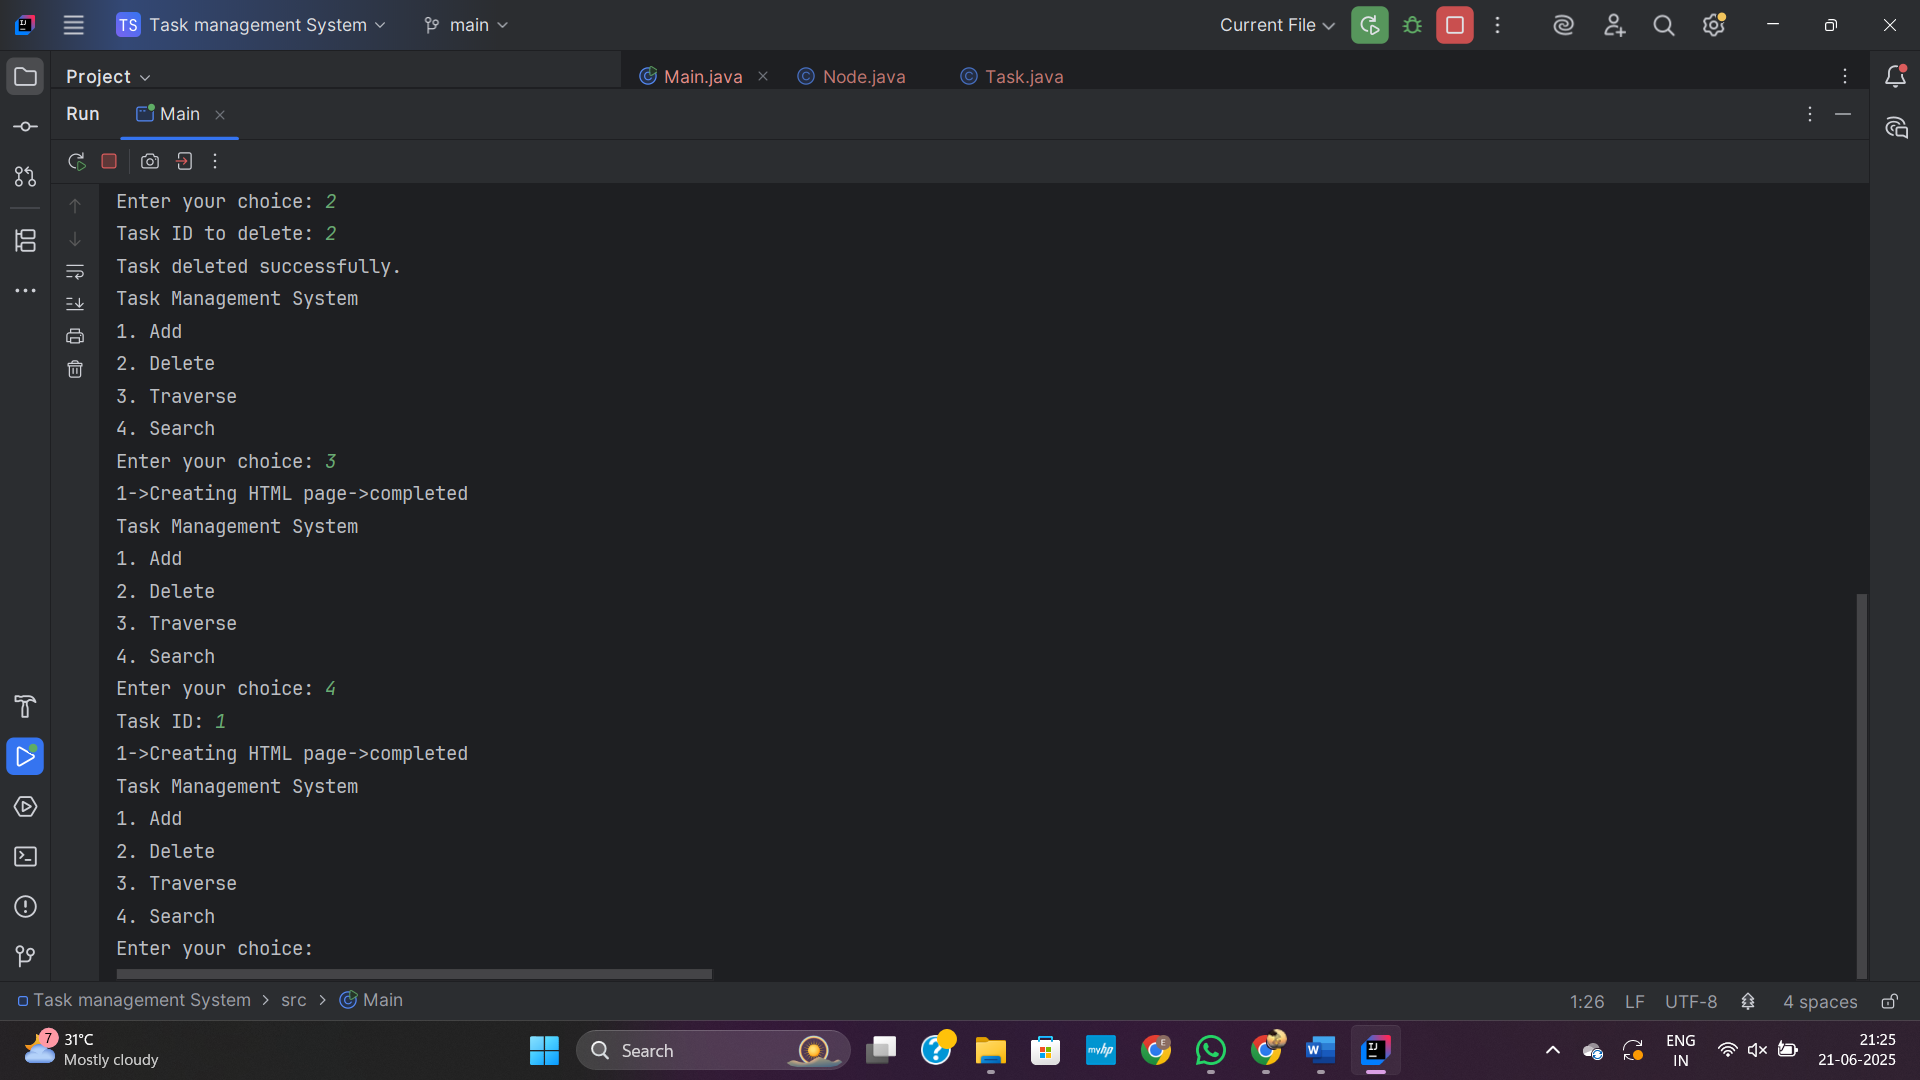 TS Task management System main Current File
Project Main.java Node.java Task.java
Run Main
Enter your choice: 2
Task ID to delete: 2
Task deleted successfully.
Task Management System
1. Add
2. Delete
3. Traverse
4. Search
Enter your choice: 3
1->Creating HTML page->completed
Task Management System
1. Add
2. Delete
3. Traverse
4. Search
Enter your choice: 4
Task ID: 1
1->Creating HTML page->completed
Task Management System
1. Add
2. Delete
3. Traverse
4. Search
Enter your choice:
Task management System > src > Main 1:26 LF UTF-8 4 spaces
7 31°C
Mostly cloudy
Search
myhp
E
W
IJ
ENG
IN
21:25
21-06-2025